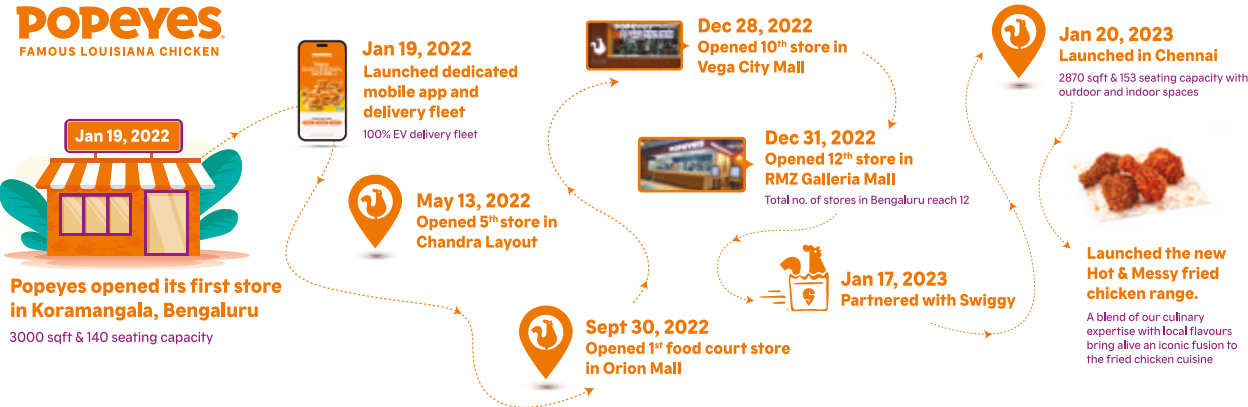 POPEYES
FAMOUS LOUISIANA CHICKEN
Jan 19, 2022
Popeyes opened its first store
in Koramangala, Bengaluru
3000 sqft & 140 seating capacity
Jan 19, 2022
Launched dedicated
mobile app and
delivery fleet
100% EV delivery fleet
May 13, 2022
Opened 5th store in
Chandra Layout
Sept 30, 2022
Opened 1st food court store
in Orion Mall
Dec 28, 2022
Opened 10th store in
Vega City Mall
POPEYES
Dec 31, 2022
Opened 12th store in
RMZ Galleria Mall
Total no. of stores in Bengaluru reach 12
Jan 17, 2023
Partnered with Swiggy
Jan 20, 2023
Launched in Chennai
2870 sqft & 153 seating capacity with
outdoor and indoor spaces
Launched the new
Hot & Messy fried
chicken range.
A blend of our culinary
expertise with local flavours
bring alive an iconic fusion to
the fried chicken cuisine